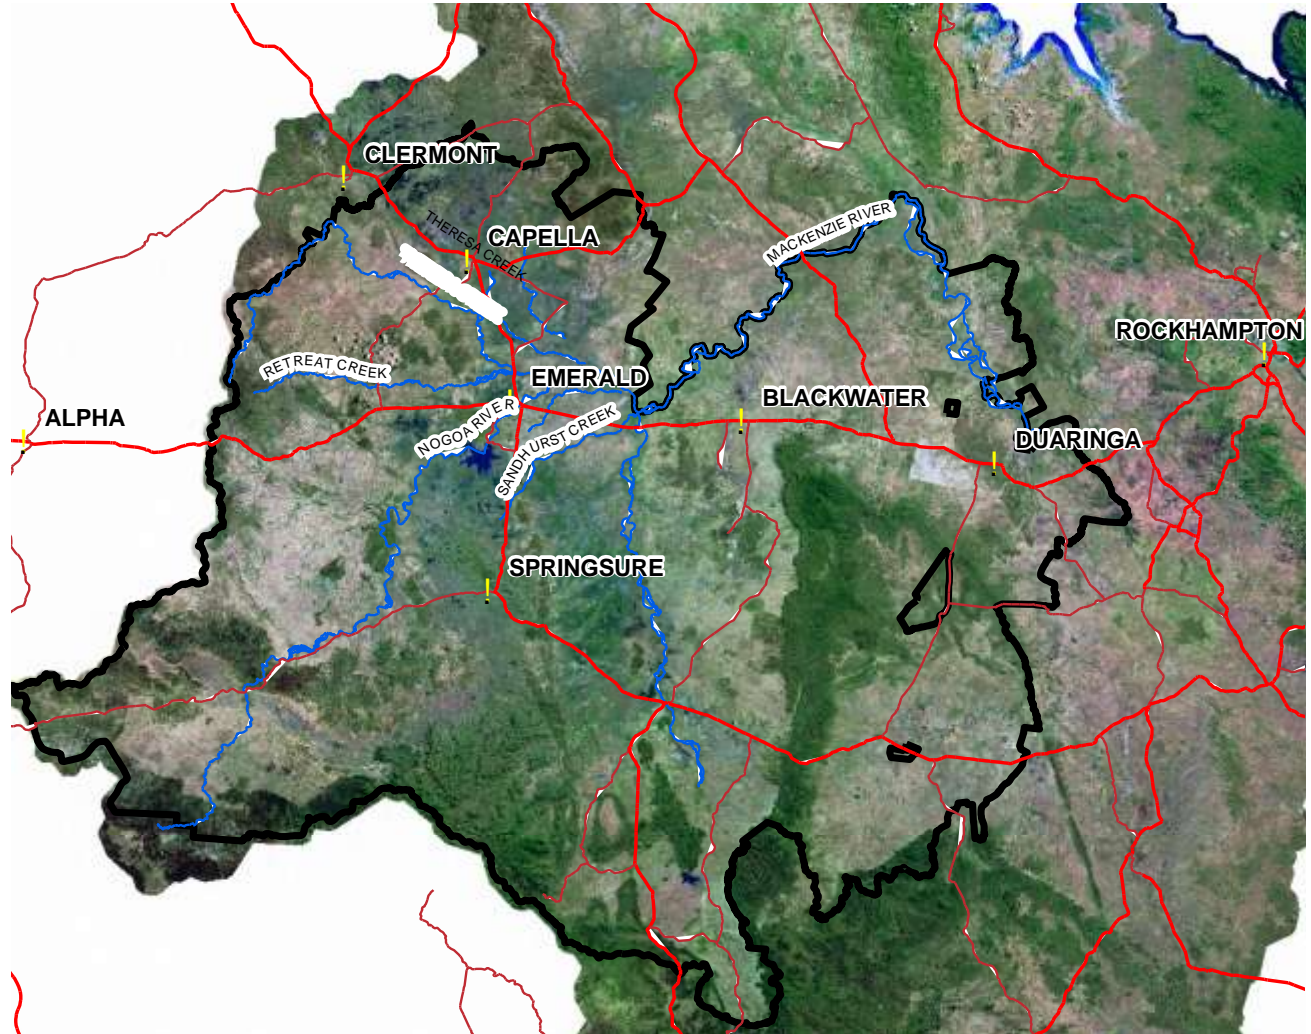 CLERMONT
THERESA CREEK
CAPELLA
MACKENZIE RIVER
ROCKHAMPTON
RETREAT CREEK
EMERALD
BLACKWATER
ALPHA
NOGOA RIVER
SANDHURST CREEK
DUARINGA
SPRINGSURE